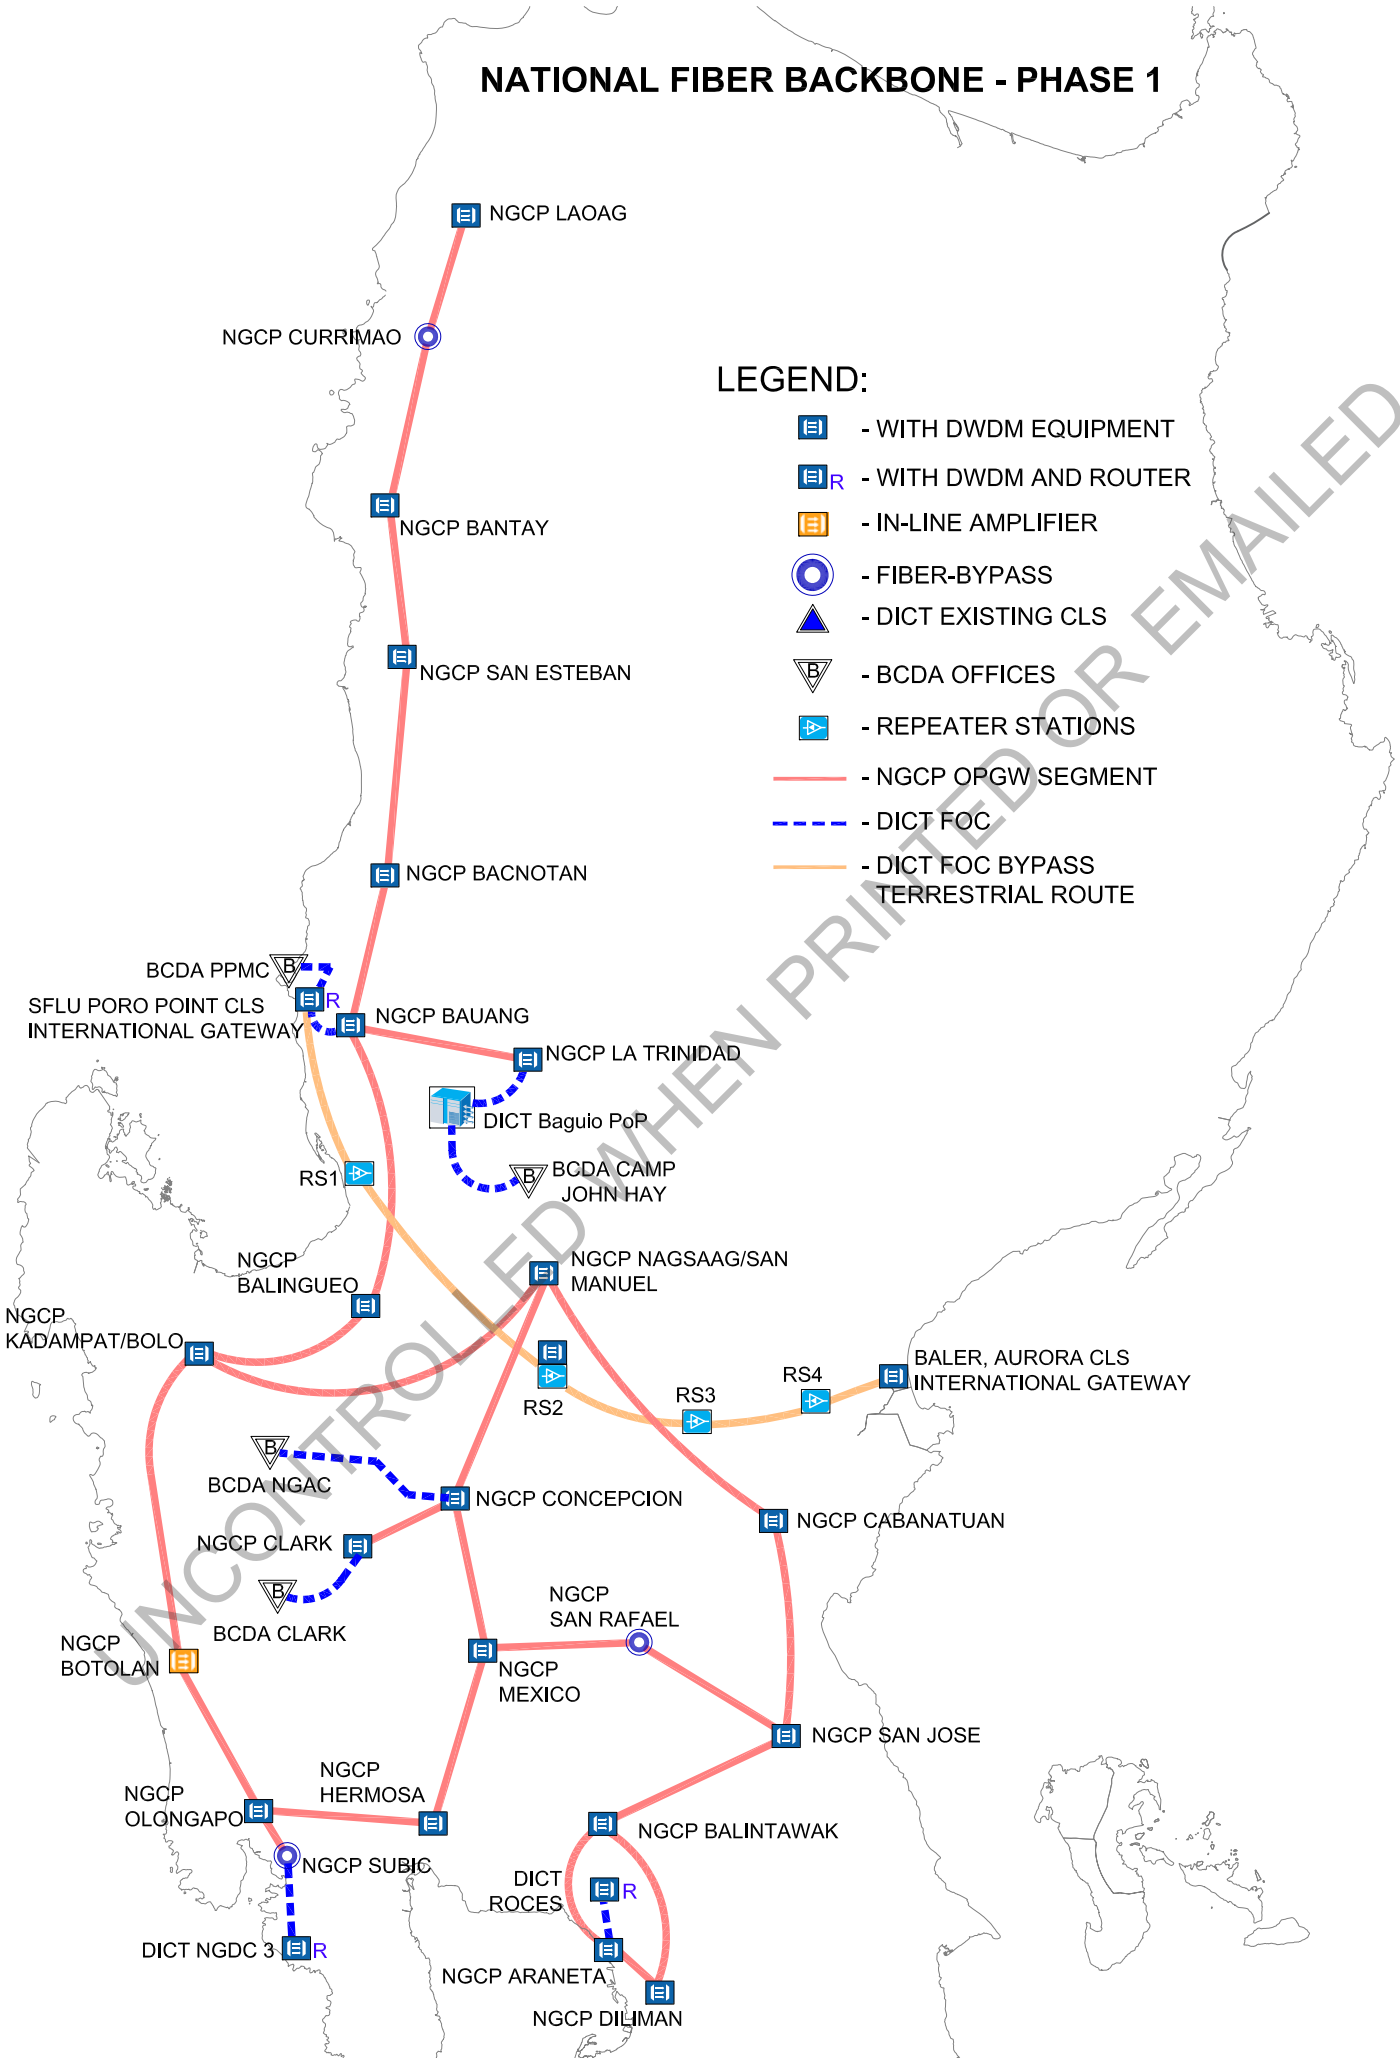 NATIONAL FIBER BACKBONE - PHASE 1
NGCP LAOAG
NGCP CURRIMAO
LEGEND:
- WITH DWDM EQUIPMENT
R - WITH DWDM AND ROUTER
- IN-LINE AMPLIFIER
- FIBER-BYPASS
- DICT EXISTING CLS
B - BCDA OFFICES
- REPEATER STATIONS
- NGCP OPGW SEGMENT
- DICT FOC
- DICT FOC BYPASS
TERRESTRIAL ROUTE
NGCP BANTAY
NGCP SAN ESTEBAN
NGCP BACNOTAN
BCDA PPMC B
SFLU PORO POINT CLS
INTERNATIONAL GATEWAY
R
NGCP BAUANG
NGCP LA TRINIDAD
DICT Baguio PoP
RS1
B BCDA CAMP
JOHN HAY
NGCP
BALINGUEO
NGCP NAGSAAG/SAN
MANUEL
NGCP
KADAMPAT/BOLO
RS2
RS3
RS4
BALER, AURORA CLS
INTERNATIONAL GATEWAY
B
BCDA NGAC
NGCP CONCEPCION
NGCP CABANATUAN
NGCP CLARK
B
BCDA CLARK
NGCP
SAN RAFAEL
NGCP
BOTOLAN
NGCP
MEXICO
NGCP SAN JOSE
NGCP
HERMOSA
NGCP
OLONGAPO
NGCP BALINTAWAK
NGCP SUBIC
DICT
ROCES
R
DICT NGDC 3 R
NGCP ARANETA
NGCP DILIMAN
UNCONTROLLED WHEN PRINTED OR EMAILED